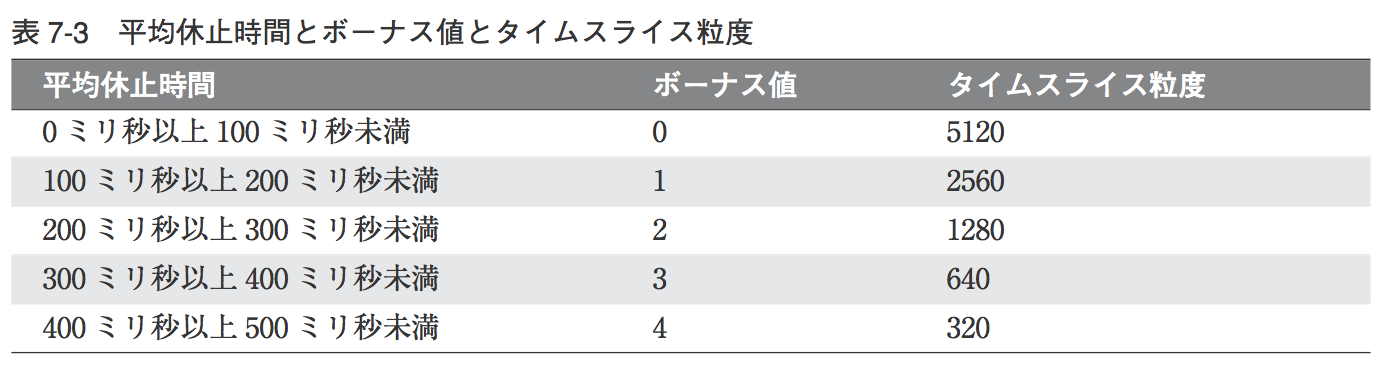 表 7-3　平均休止時間とボーナス値とタイムスライス粒度
平均休止時間　ボーナス値　タイムスライス粒度
0 ミリ秒以上 100 ミリ秒未満　0　5120
100 ミリ秒以上 200 ミリ秒未満　1　2560
200 ミリ秒以上 300 ミリ秒未満　2　1280
300 ミリ秒以上 400 ミリ秒未満　3　640
400 ミリ秒以上 500 ミリ秒未満　4　320